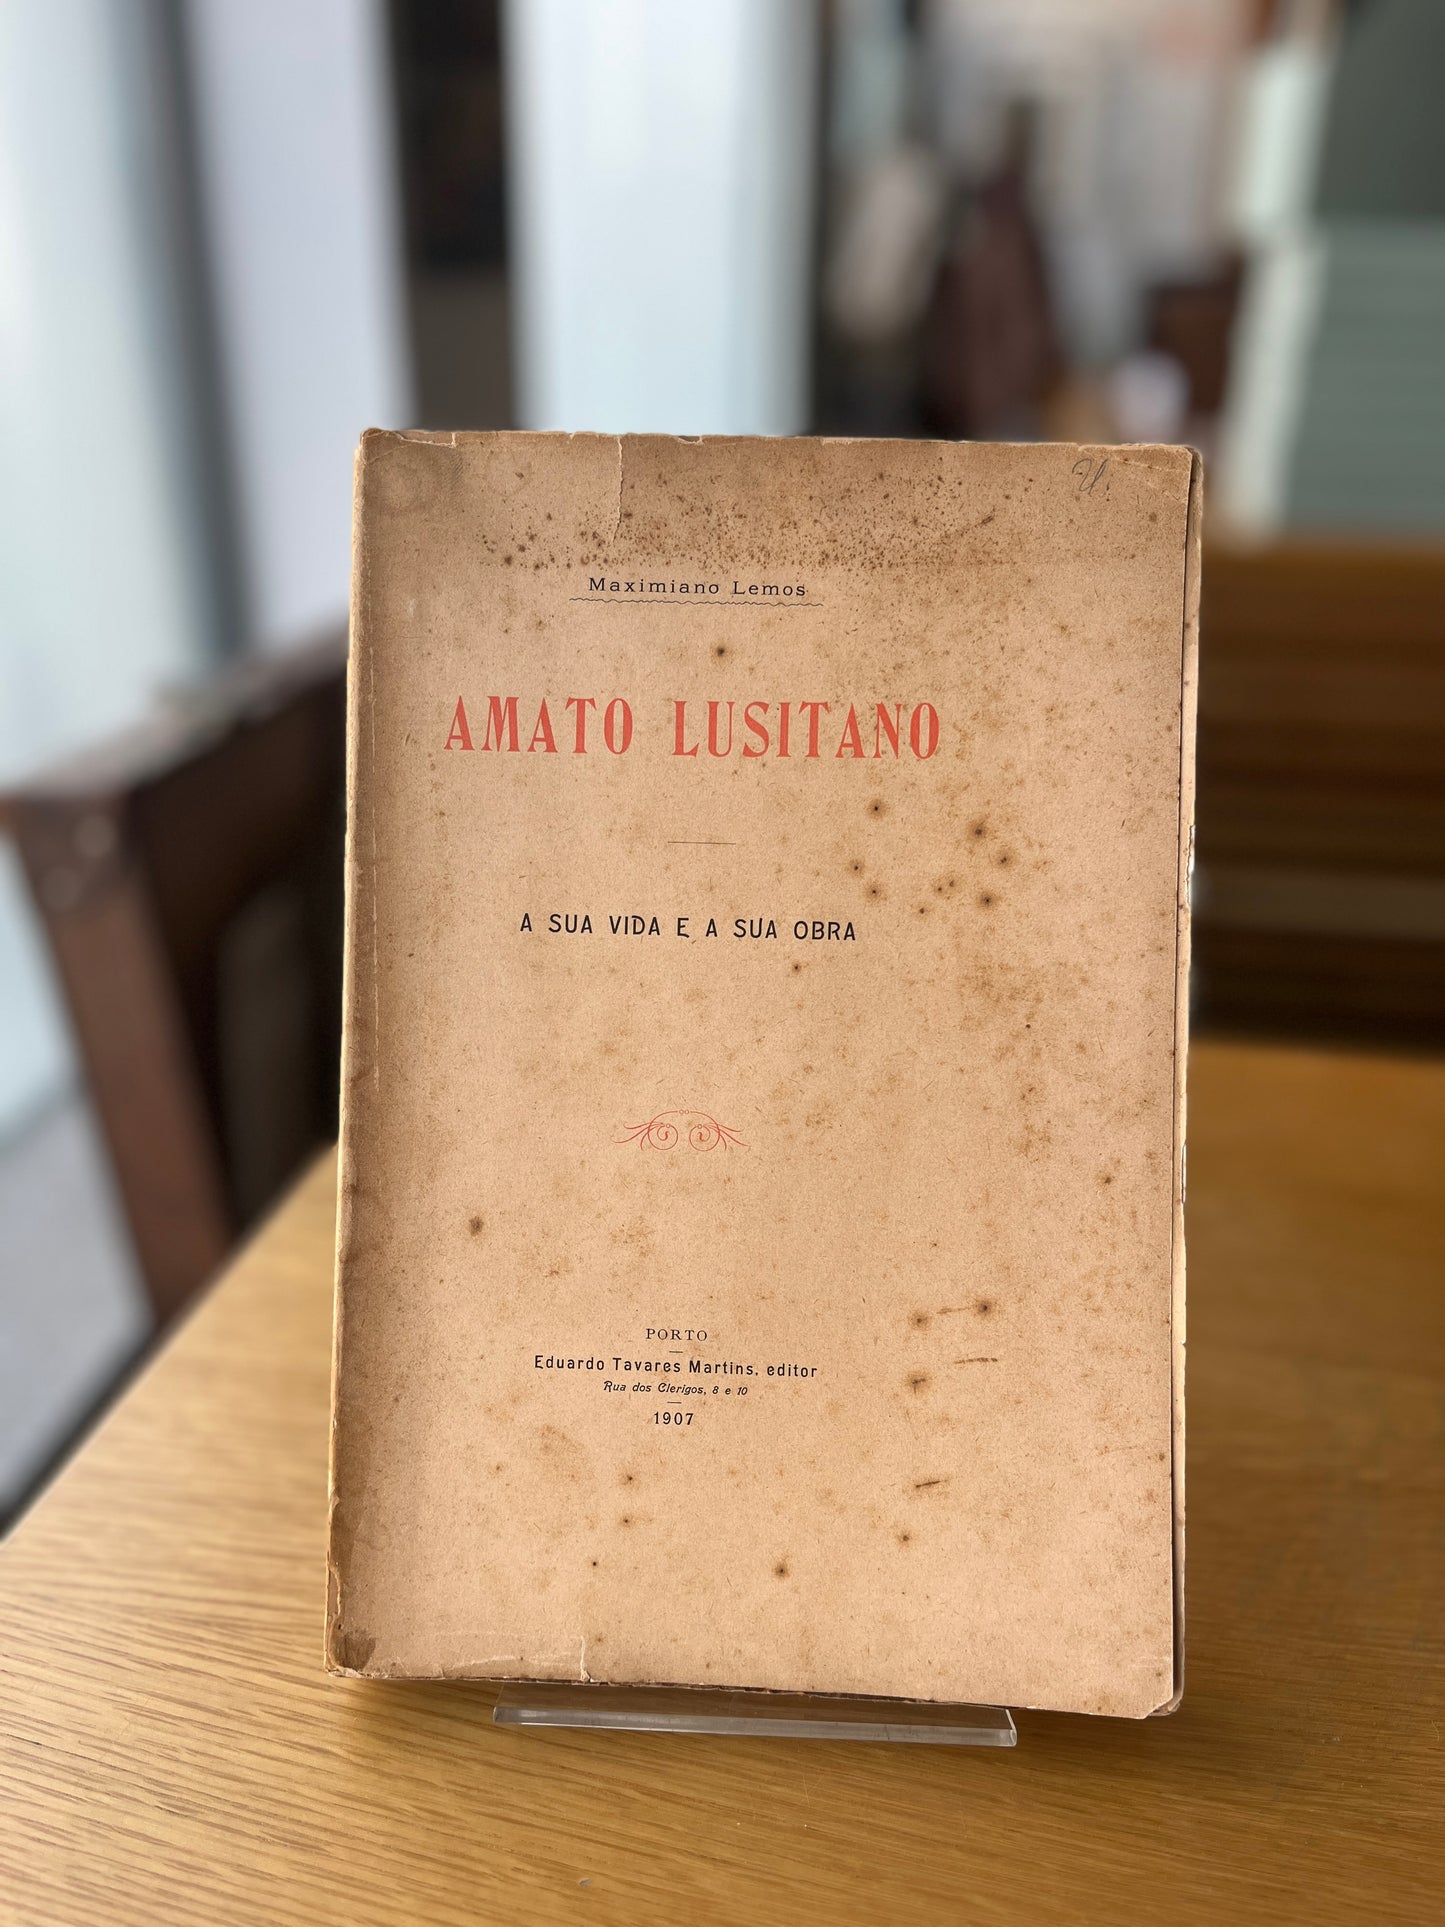 Maximiano Lemos
AMATO LUSITANO
A SUA VIDA E A SUA OBRA
PORTO
Eduardo Tavares Martins, editor
Rua dos Clerigos, 8 e 10
1907